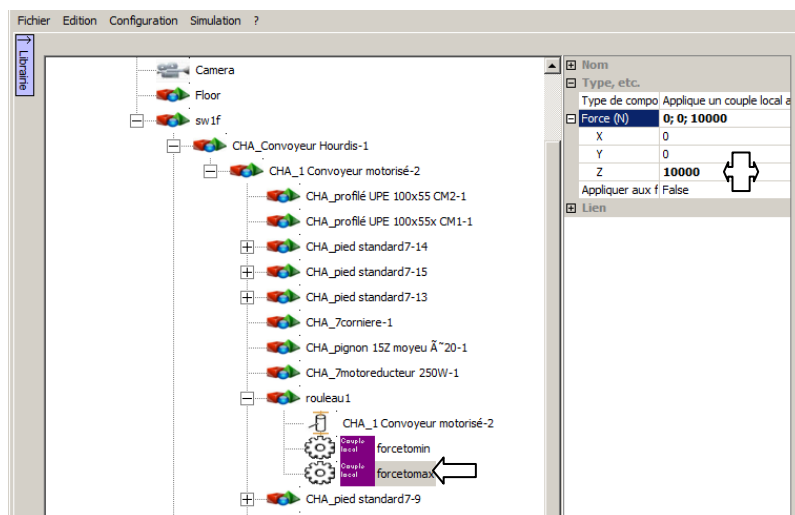 Fichier Edition Configuration Simulation ?
Librairie
Camera
Floor
sw1f
CHA_Convoyeur Hourdis-1
CHA_1 Convoyeur motorisé-2
CHA_profilé UPE 100x55 CM2-1
CHA_profilé UPE 100x55x CM1-1
CHA_pied standard7-14
CHA_pied standard7-15
CHA_pied standard7-13
CHA_7corniere-1
CHA_pignon 15Z moyeu Ã˜20-1
CHA_7motoreducteur 250W-1
rouleau1
CHA_1 Convoyeur motorisé-2
Couple local forcetomin
Couple local forcetomax
CHA_pied standard7-9
Nom
Type, etc.
Type de compo Applique un couple local a
Force (N) 0; 0; 10000
X 0
Y 0
Z 10000
Appliquer aux f False
Lien